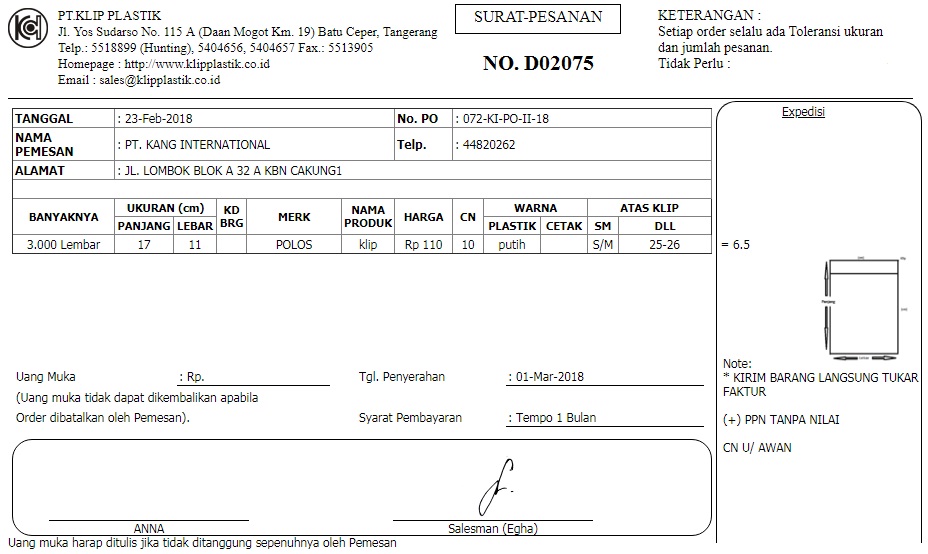 PT.KLIP PLASTIK
Jl. Yos Sudarso No. 115 A (Daan Mogot Km. 19) Batu Ceper, Tangerang
Telp.: 5518899 (Hunting), 5404656, 5404657 Fax.: 5513905
Homepage : http://www.klipplastik.co.id
Email : sales@klipplastik.co.id
SURAT-PESANAN
NO. D02075
KETERANGAN :
Setiap order selalu ada Toleransi ukuran
dan jumlah pesanan.
Tidak Perlu :
TANGGAL : 23-Feb-2018 No. PO : 072-KI-PO-II-18
NAMA PEMESAN : PT. KANG INTERNATIONAL Telp. : 44820262
ALAMAT : JL. LOMBOK BLOK A 32 A KBN CAKUNG1
BANYAKNYA UKURAN (cm) KD BRG MERK NAMA PRODUK HARGA CN WARNA ATAS KLIP
PANJANG LEBAR PLASTIK CETAK SM DLL
3.000 Lembar 17 11 POLOS klip Rp 110 10 putih S/M 25-26
Expedisi
= 6.5
Panjang
Note:
* KIRIM BARANG LANGSUNG TUKAR
FAKTUR
(+) PPN TANPA NILAI
CN U/ AWAN
Uang Muka : Rp. Tgl. Penyerahan : 01-Mar-2018
(Uang muka tidak dapat dikembalikan apabila
Order dibatalkan oleh Pemesan). Syarat Pembayaran : Tempo 1 Bulan
ANNA Salesman (Egha)
Uang muka harap ditulis jika tidak ditanggung sepenuhnya oleh Pemesan